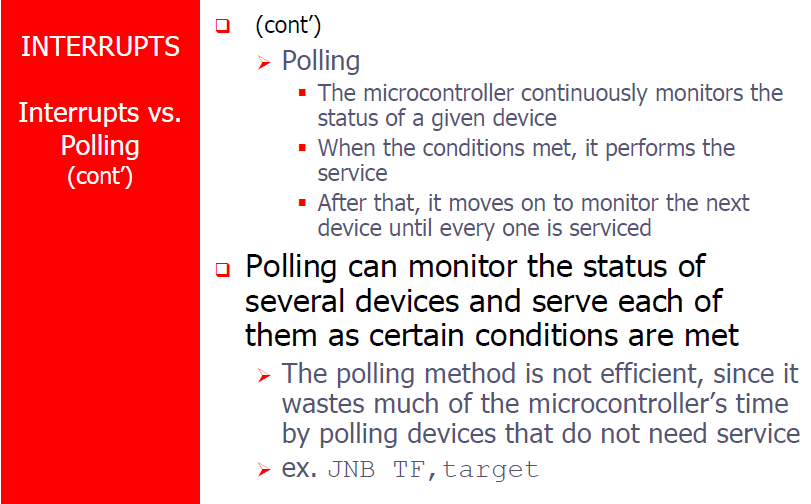 INTERRUPTS
Interrupts vs.
Polling
(cont’)
(cont’)
Polling
The microcontroller continuously monitors the
status of a given device
When the conditions met, it performs the
service
After that, it moves on to monitor the next
device until every one is serviced
Polling can monitor the status of
several devices and serve each of
them as certain conditions are met
The polling method is not efficient, since it
wastes much of the microcontroller’s time
by polling devices that do not need service
ex. JNB TF,target